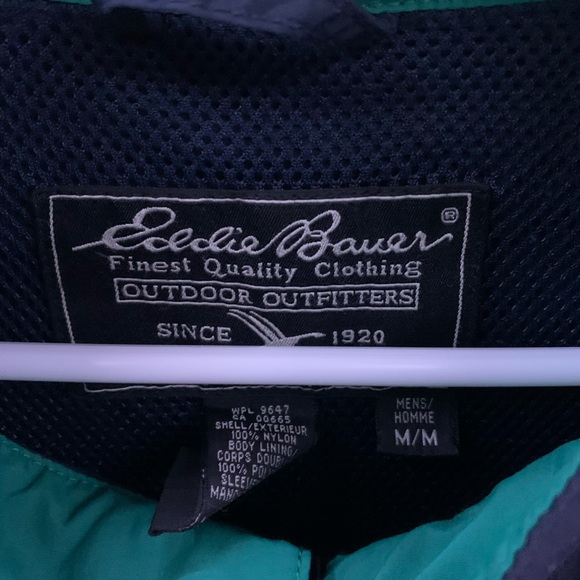 Eddie Bauer ®
Finest Quality Clothing
OUTDOOR OUTFITTERS
SINCE 1920
WPL 9647
CA 00665
SHELL/EXTERIEUR
100% NYLON
BODY LINING/
CORPS
100%
MENS/
HOMME
M/M